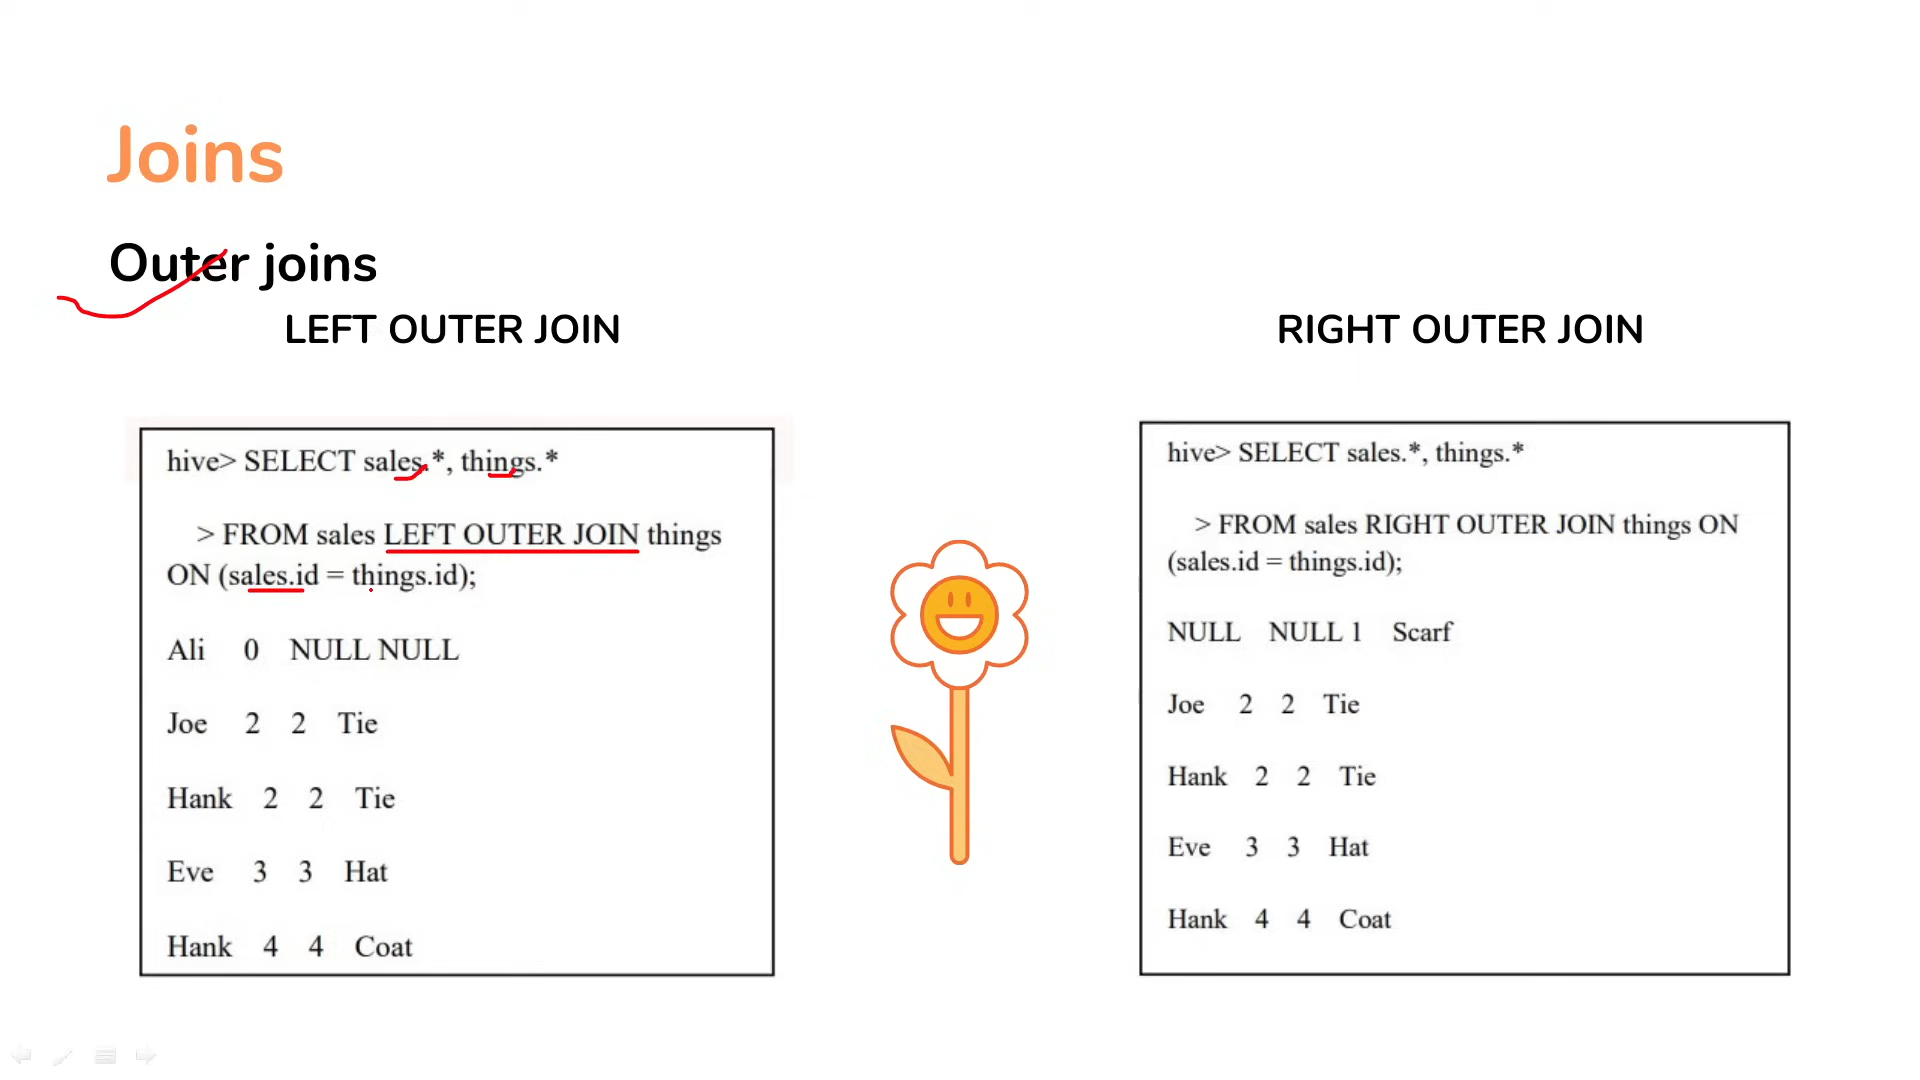 Joins
Outer joins
LEFT OUTER JOIN
hive> SELECT sales.*, things.*
> FROM sales LEFT OUTER JOIN things
ON (sales.id = things.id);
Ali 0 NULL NULL
Joe 2 2 Tie
Hank 2 2 Tie
Eve 3 3 Hat
Hank 4 4 Coat
RIGHT OUTER JOIN
hive> SELECT sales.*, things.*
> FROM sales RIGHT OUTER JOIN things ON
(sales.id = things.id);
NULL NULL 1 Scarf
Joe 2 2 Tie
Hank 2 2 Tie
Eve 3 3 Hat
Hank 4 4 Coat